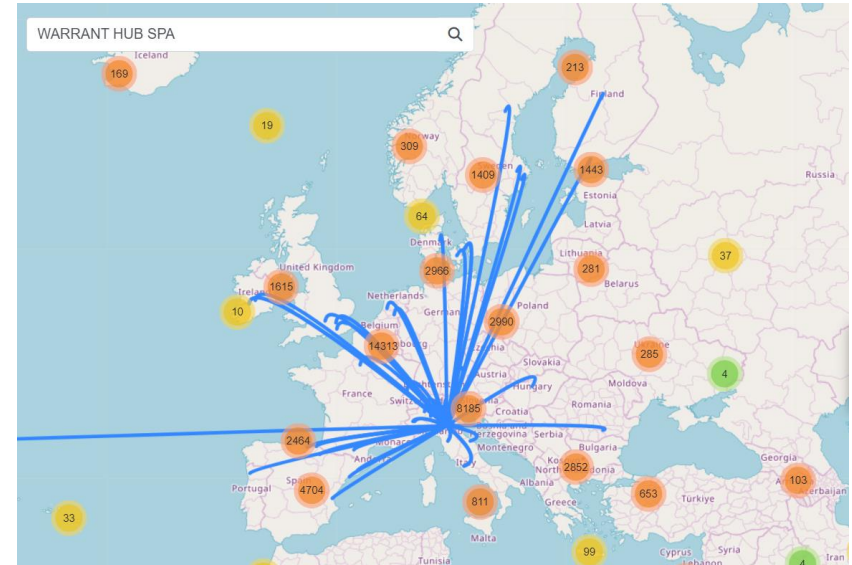 WARRANT HUB SPA
Iceland
169
213
Finland
19
309
1409
1443
Russia
Estonia
Latvia
64
Denmark
Lithuania
37
United Kingdom
2966
281
Belarus
1615
Netherlands
Poland
10
Belgium
2990
14313
285
Slovakia
4
Austria
Hungary
Moldova
France
8185
Romania
Croatia
2464
Serbia
Montenegro
Bulgaria
Georgia
2852
Portugal
4704
Albania
103
811
Greece
653
Türkiye
33
Malta
99
Cyprus
Syria
Iran
Tunisia
4